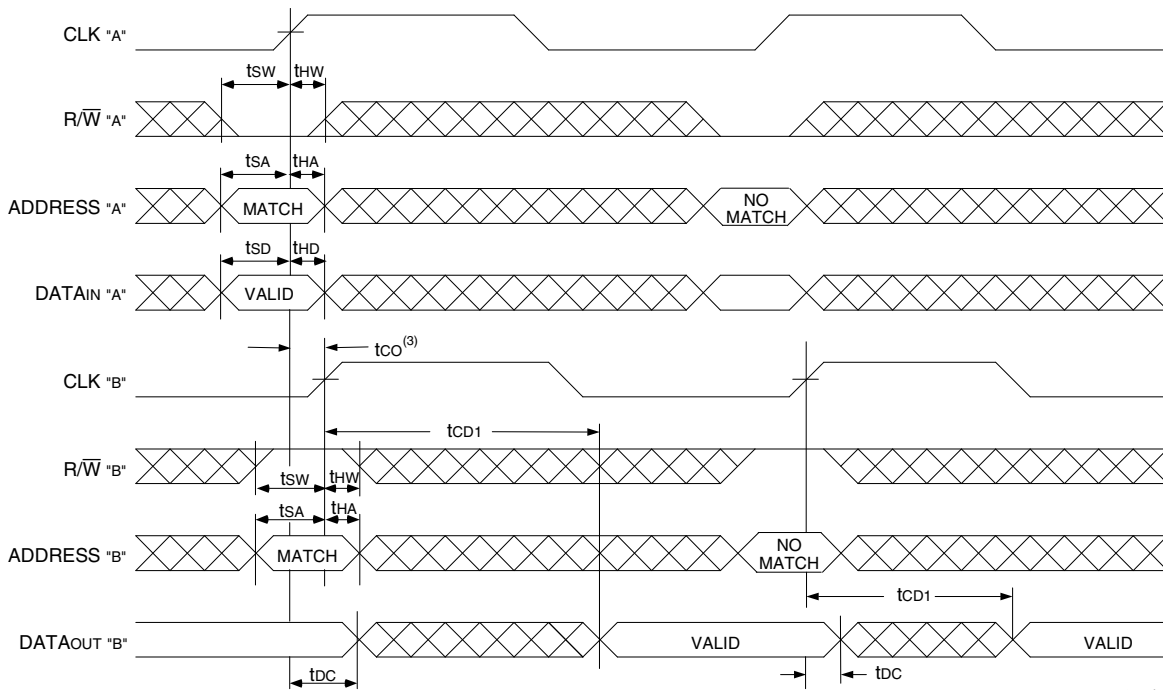 CLK "A"
tSW tHW
R/W̅ "A"
tSA tHA
ADDRESS "A" MATCH NO MATCH
tSD tHD
DATAIN "A" VALID
tCO(3)
CLK "B"
tCD1
R/W̅ "B"
tSW tHW
tSA tHA
ADDRESS "B" MATCH NO MATCH
tCD1
DATAOUT "B" VALID VALID
tDC tDC